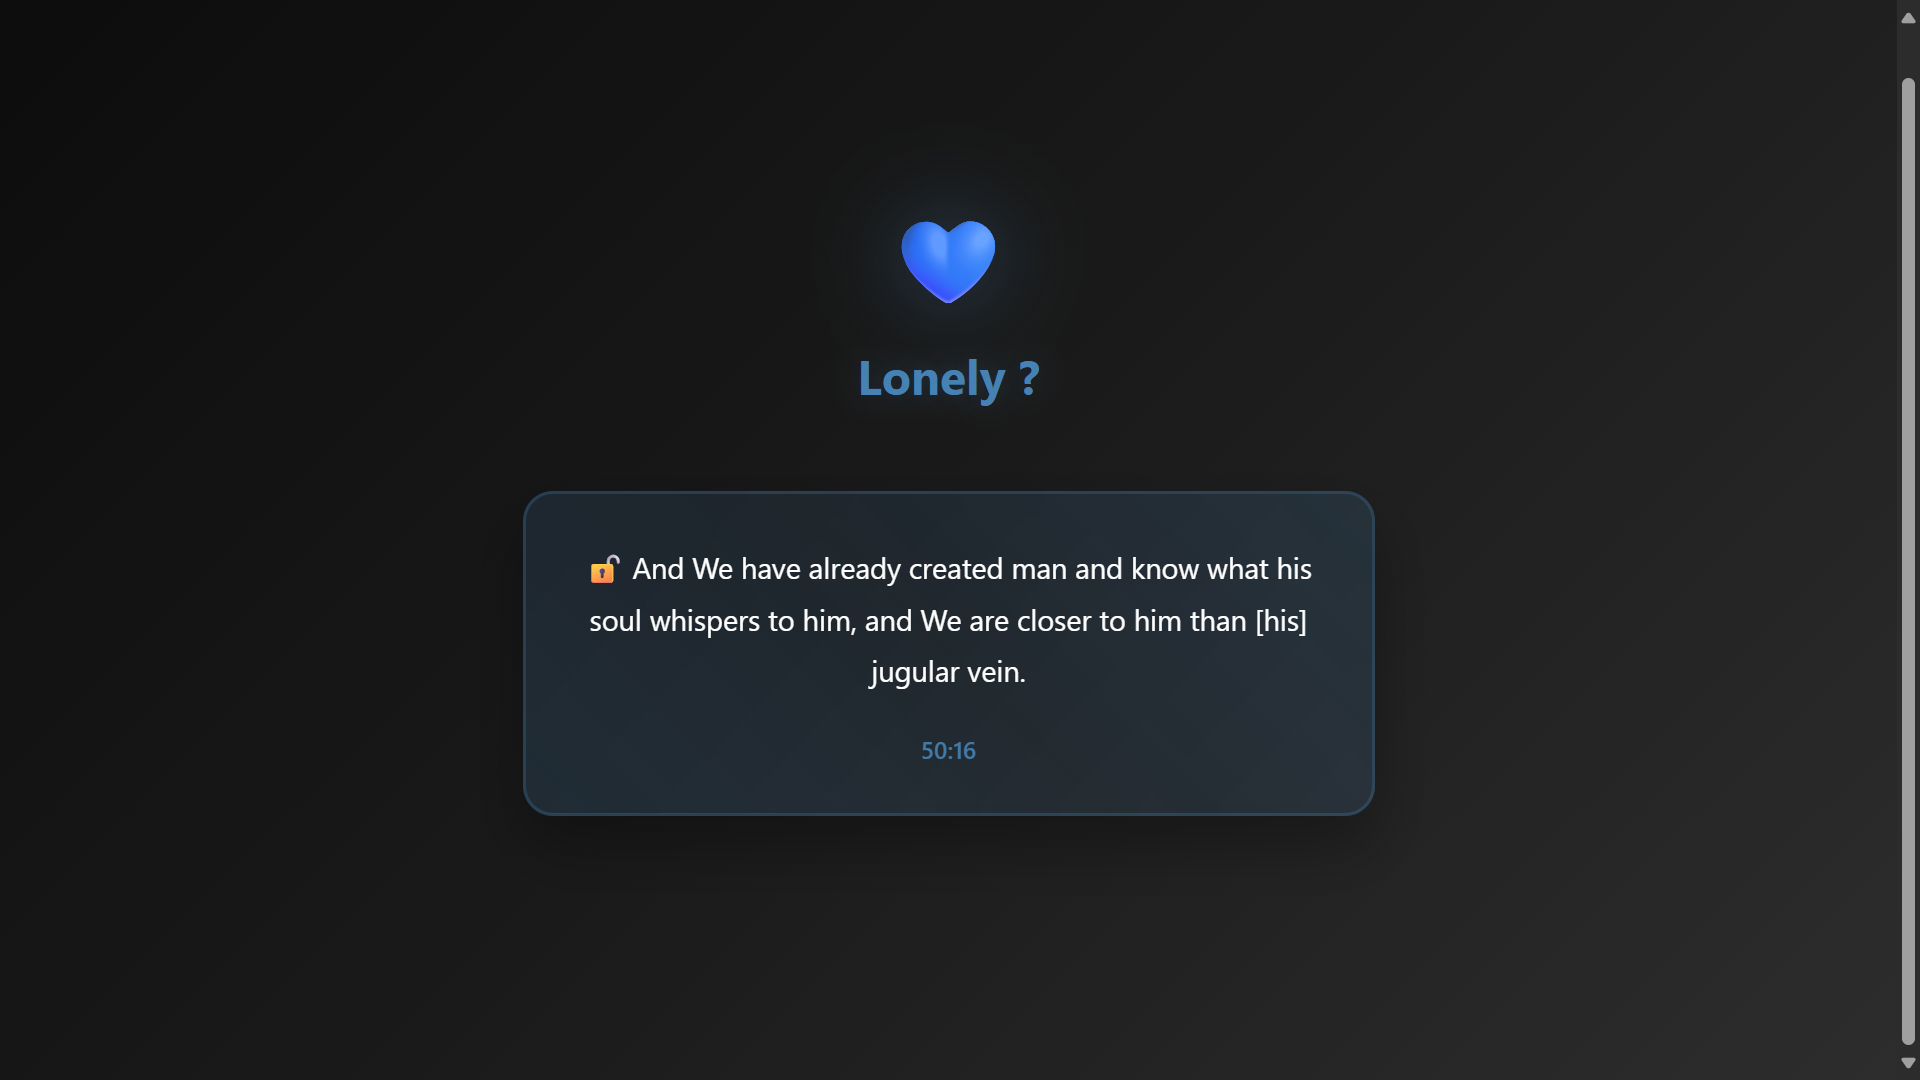 Lonely ?
🔓 And We have already created man and know what his
soul whispers to him, and We are closer to him than [his]
jugular vein.
50:16